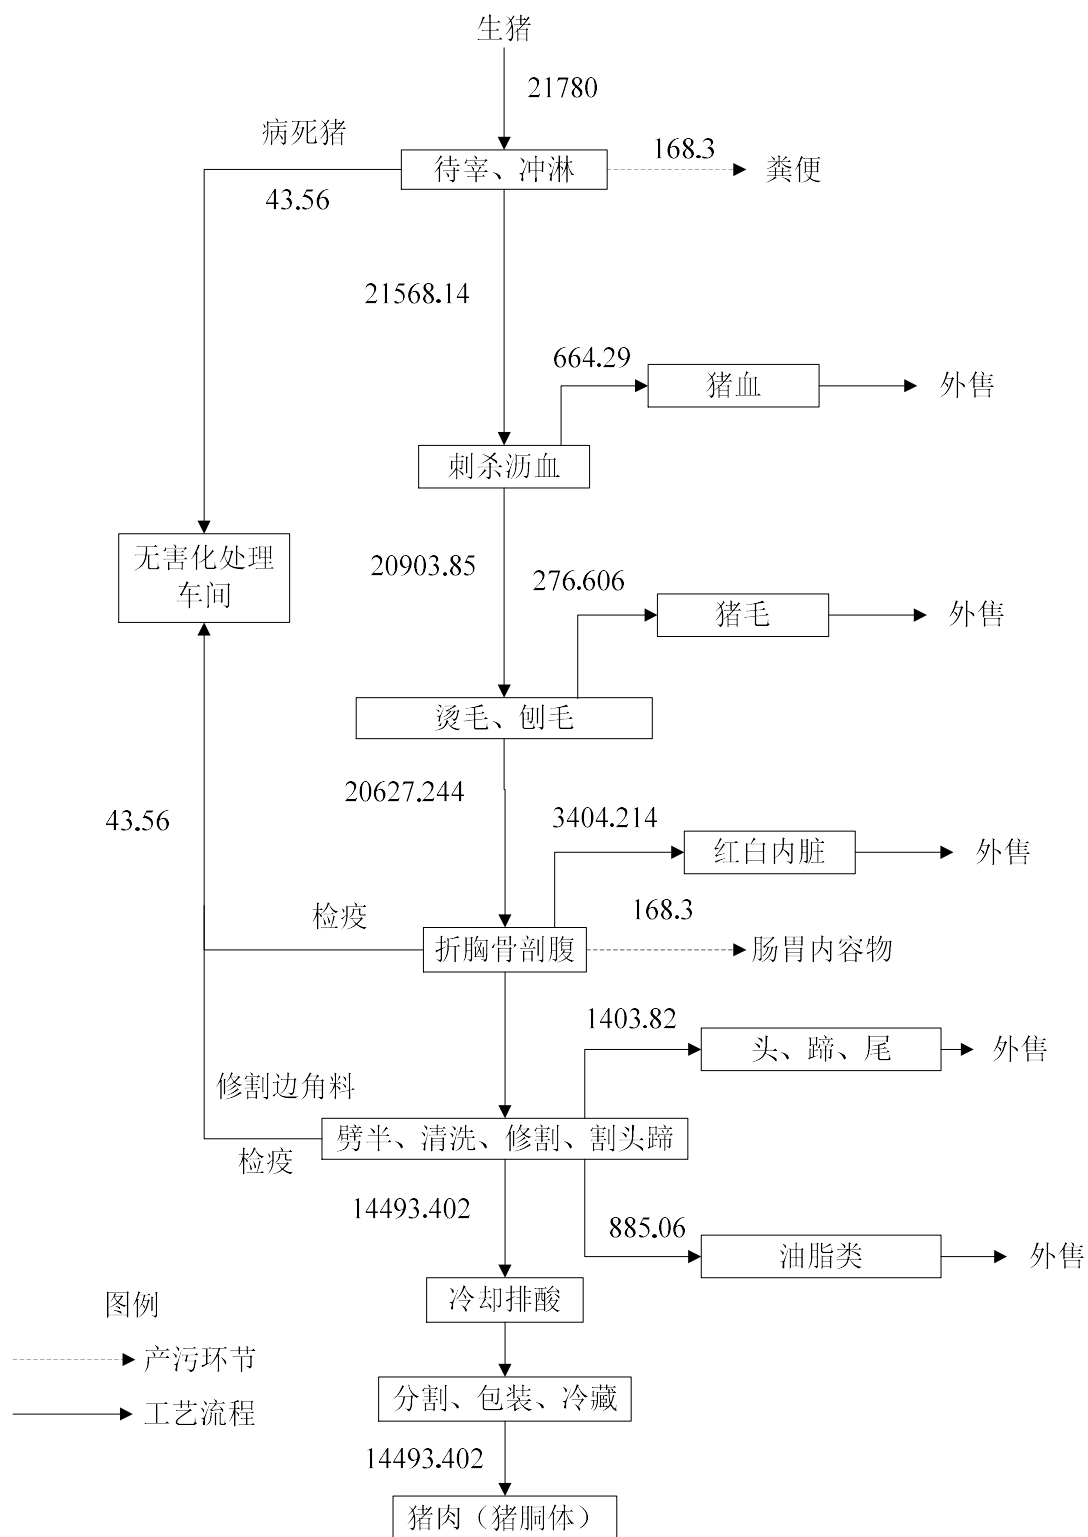 生猪
21780
病死猪
43.56
待宰、冲淋
168.3
粪便
21568.14
664.29
猪血
外售
刺杀沥血
无害化处理
车间
20903.85
276.606
猪毛
外售
烫毛、刨毛
20627.244
43.56
3404.214
红白内脏
外售
检疫
折胸骨剖腹
168.3
肠胃内容物
1403.82
头、蹄、尾
外售
修割边角料
检疫
劈半、清洗、修割、割头蹄
14493.402
885.06
油脂类
外售
冷却排酸
图例
产污环节
工艺流程
分割、包装、冷藏
14493.402
猪肉（猪胴体）